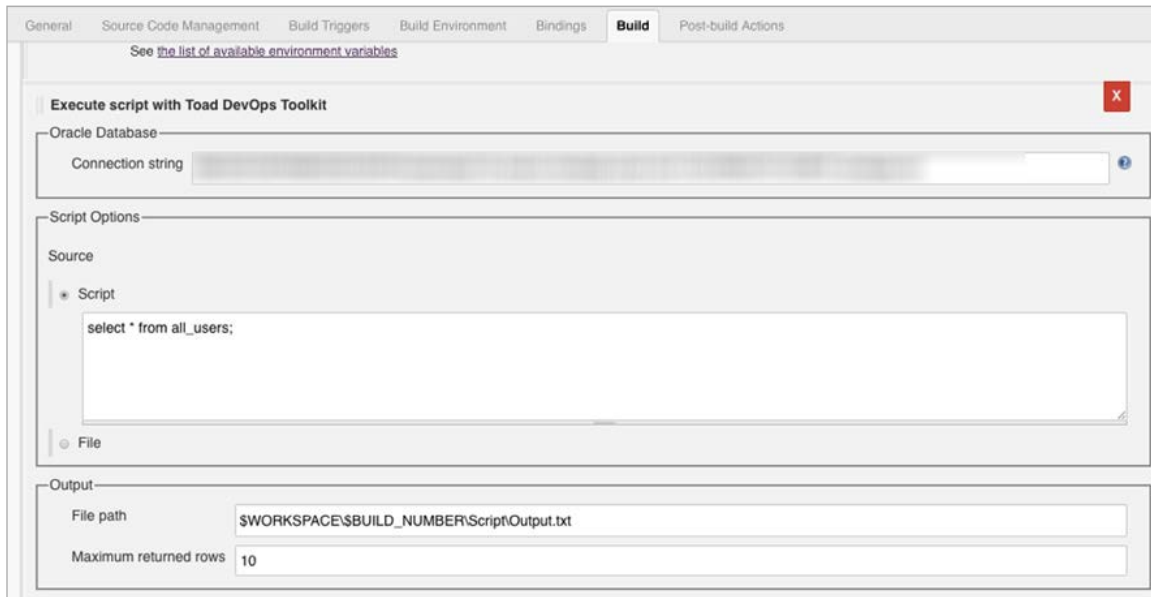 General Source Code Management Build Triggers Build Environment Bindings Build Post-build Actions
See the list of available environment variables
Execute script with Toad DevOps Toolkit
X
Oracle Database
Connection string
Script Options
Source
Script
select * from all_users;
File
Output
File path $WORKSPACE\$BUILD_NUMBER\Script\Output.txt
Maximum returned rows 10